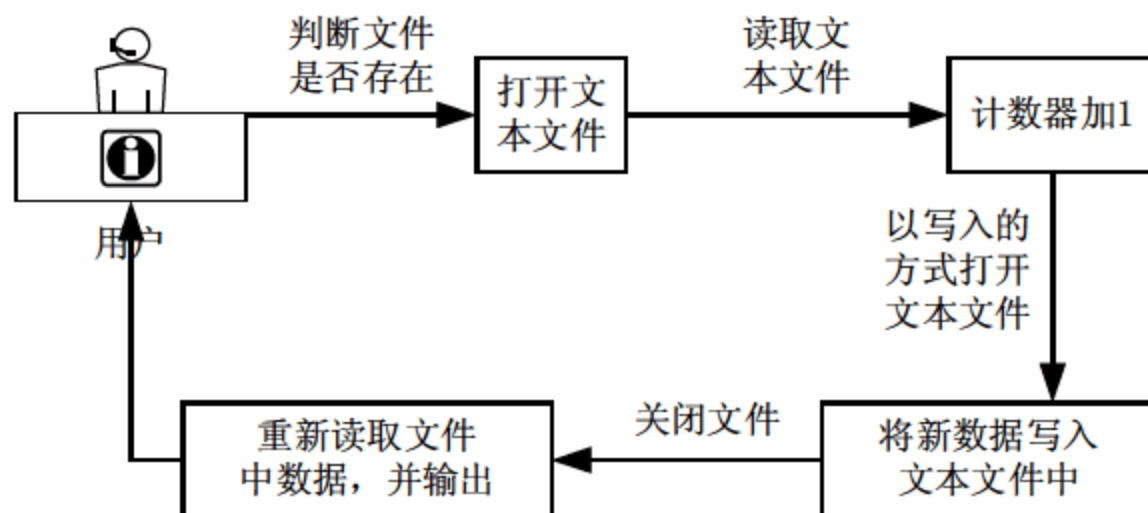 判断文件
是否存在
打开文
本文件
读取文
本文件
计数器加1
用户
以写入的
方式打开
文本文件
将新数据写入
文本文件中
关闭文件
重新读取文件
中数据，并输出